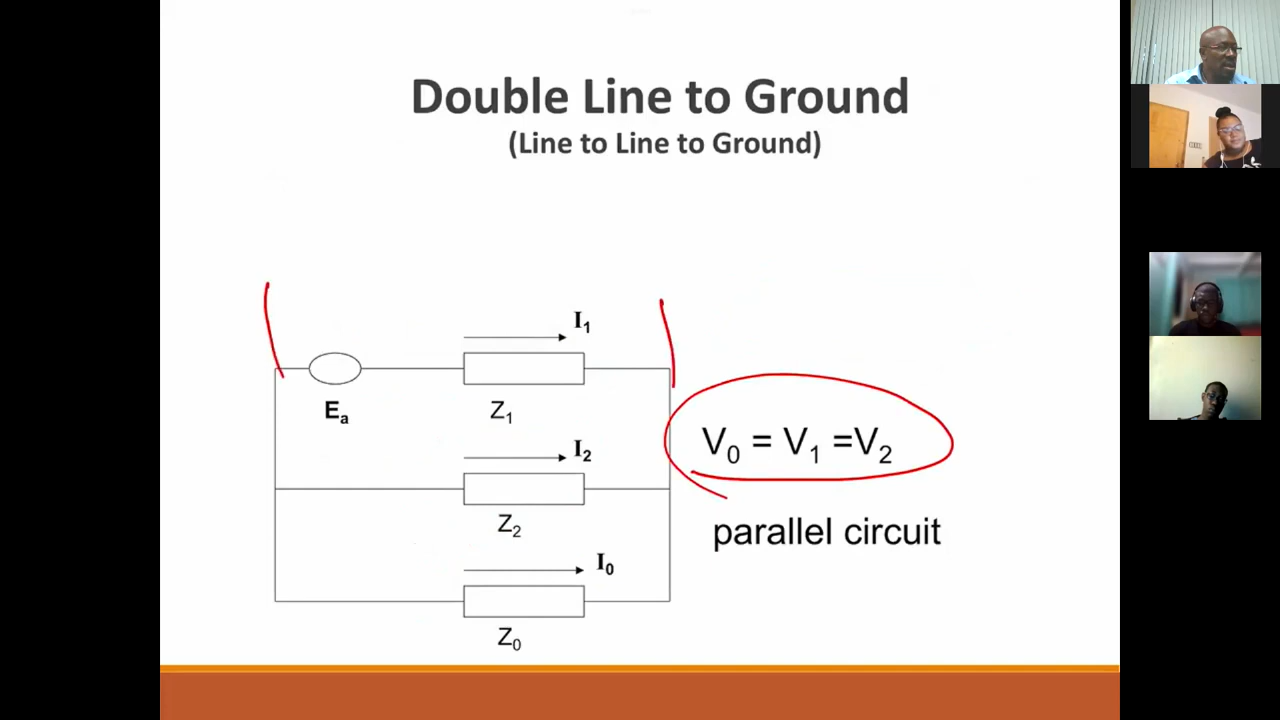 Double Line to Ground
(Line to Line to Ground)
I₁
Eₐ
Z₁
I₂
V₀ = V₁ =V₂
Z₂
parallel circuit
I₀
Z₀